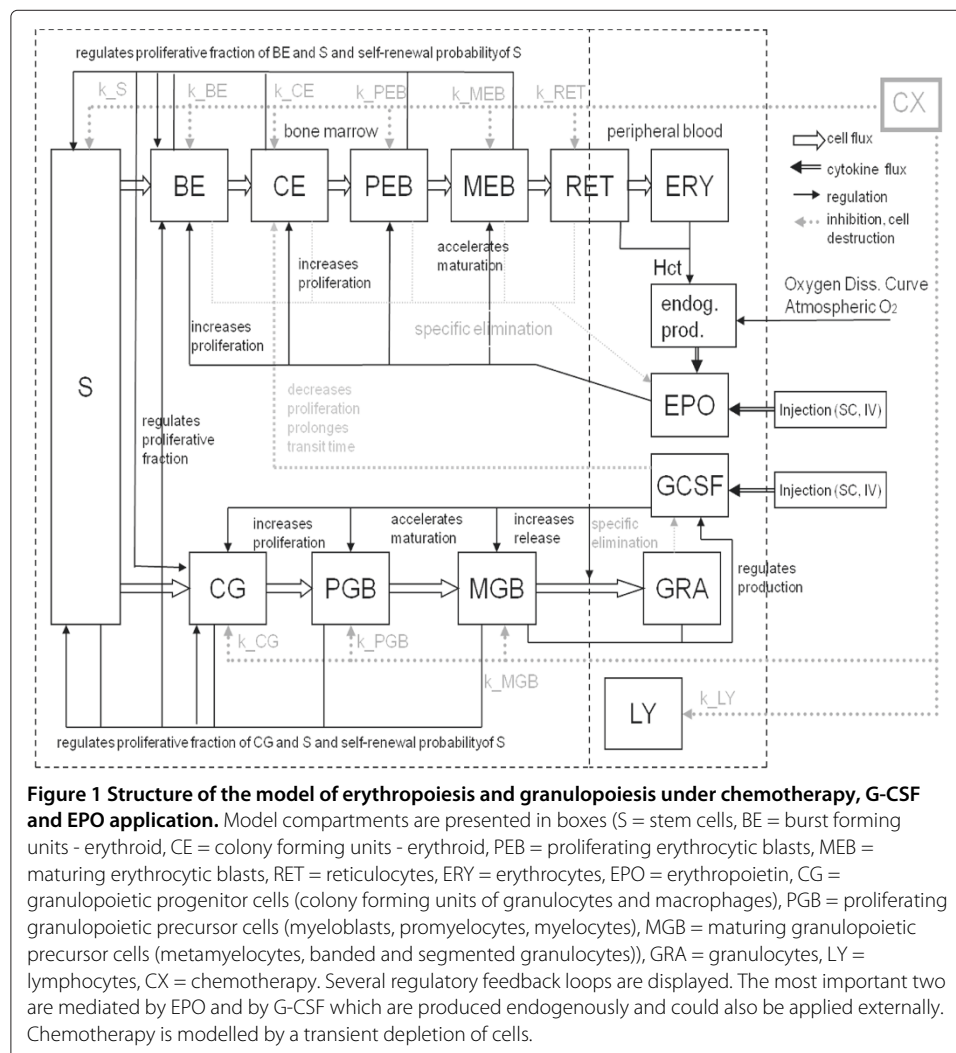 regulates proliferative fraction of BE and S and self-renewal probability of S
k_S
k_BE
k_CE
k_PEB
k_MEB
k_RET
CX
bone marrow
peripheral blood
cell flux
cytokine flux
regulation
inhibition, cell
destruction
S
BE
CE
PEB
MEB
RET
ERY
increases
proliferation
accelerates
maturation
Hct
Oxygen Diss. Curve
Atmospheric O2
endog.
prod.
increases
proliferation
specific elimination
EPO
Injection (SC, IV)
decreases
proliferation
prolonges
transit time
regulates
proliferative
fraction
GCSF
Injection (SC, IV)
increases
proliferation
accelerates
maturation
increases
release
specific
elimination
regulates
production
CG
PGB
MGB
GRA
k_CG
k_PGB
k_MGB
LY
k_LY
regulates proliferative fraction of CG and S and self-renewal probability of S
Figure 1 Structure of the model of erythropoiesis and granulopoiesis under chemotherapy, G-CSF
and EPO application. Model compartments are presented in boxes (S = stem cells, BE = burst forming
units - erythroid, CE = colony forming units - erythroid, PEB = proliferating erythrocytic blasts, MEB =
maturing erythrocytic blasts, RET = reticulocytes, ERY = erythrocytes, EPO = erythropoietin, CG =
granulopoietic progenitor cells (colony forming units of granulocytes and macrophages), PGB = proliferating
granulopoietic precursor cells (myeloblasts, promyelocytes, myelocytes), MGB = maturing granulopoietic
precursor cells (metamyelocytes, banded and segmented granulocytes)), GRA = granulocytes, LY =
lymphocytes, CX = chemotherapy. Several regulatory feedback loops are displayed. The most important two
are mediated by EPO and by G-CSF which are produced endogenously and could also be applied externally.
Chemotherapy is modelled by a transient depletion of cells.